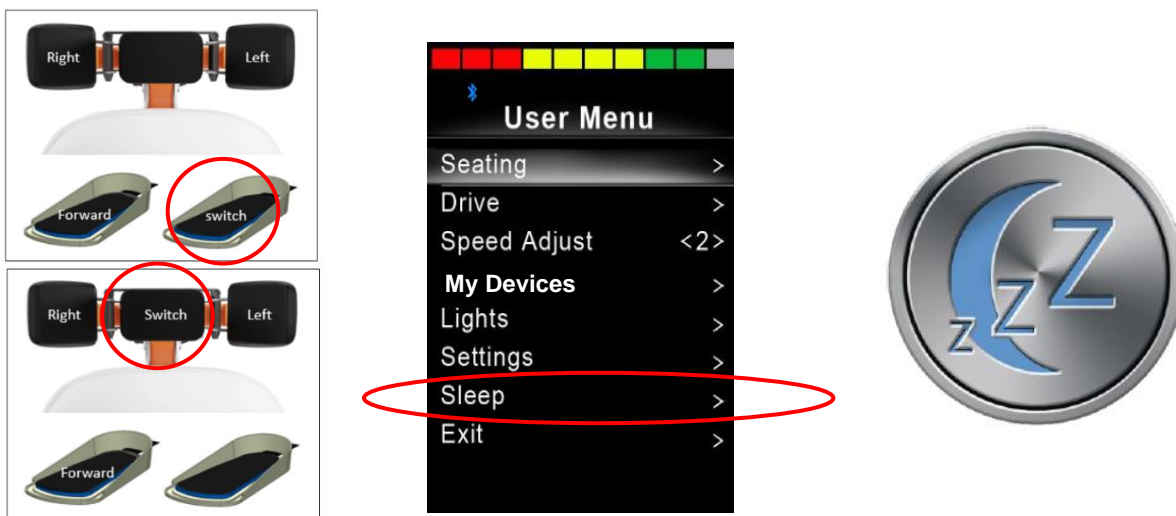 Right
Left
Forward
switch
Right
Switch
Left
Forward
User Menu
Seating >
Drive >
Speed Adjust <2>
My Devices >
Lights >
Settings >
Sleep >
Exit >
Z
Z
Z